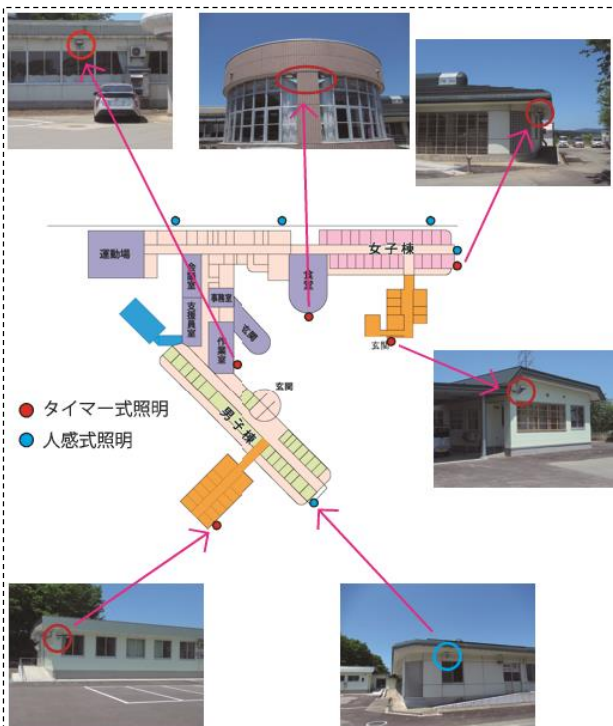 運動場
会議室
支援員室
事務室
作業室
玄関
食堂
女子棟
玄関
玄関
男子棟
タイマー式照明
人感式照明